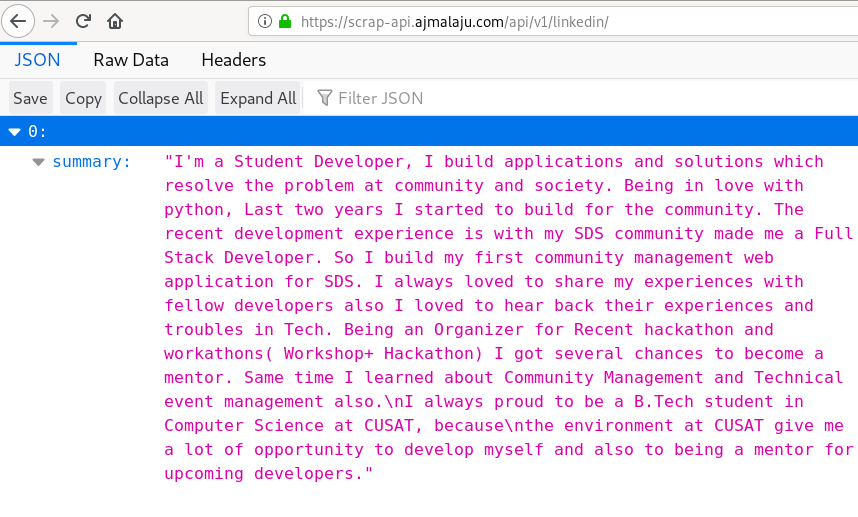 https://scrap-api.ajmalaju.com/api/v1/linkedin/
JSON Raw Data Headers
Save Copy Collapse All Expand All Filter JSON
0:
summary: "I'm a Student Developer, I build applications and solutions which
resolve the problem at community and society. Being in love with
python, Last two years I started to build for the community. The
recent development experience is with my SDS community made me a Full
Stack Developer. So I build my first community management web
application for SDS. I always loved to share my experiences with
fellow developers also I loved to hear back their experiences and
troubles in Tech. Being an Organizer for Recent hackathon and
workathons( Workshop+ Hackathon) I got several chances to become a
mentor. Same time I learned about Community Management and Technical
event management also.\nI always proud to be a B.Tech student in
Computer Science at CUSAT, because\nthe environment at CUSAT give me
a lot of opportunity to develop myself and also to being a mentor for
upcoming developers."